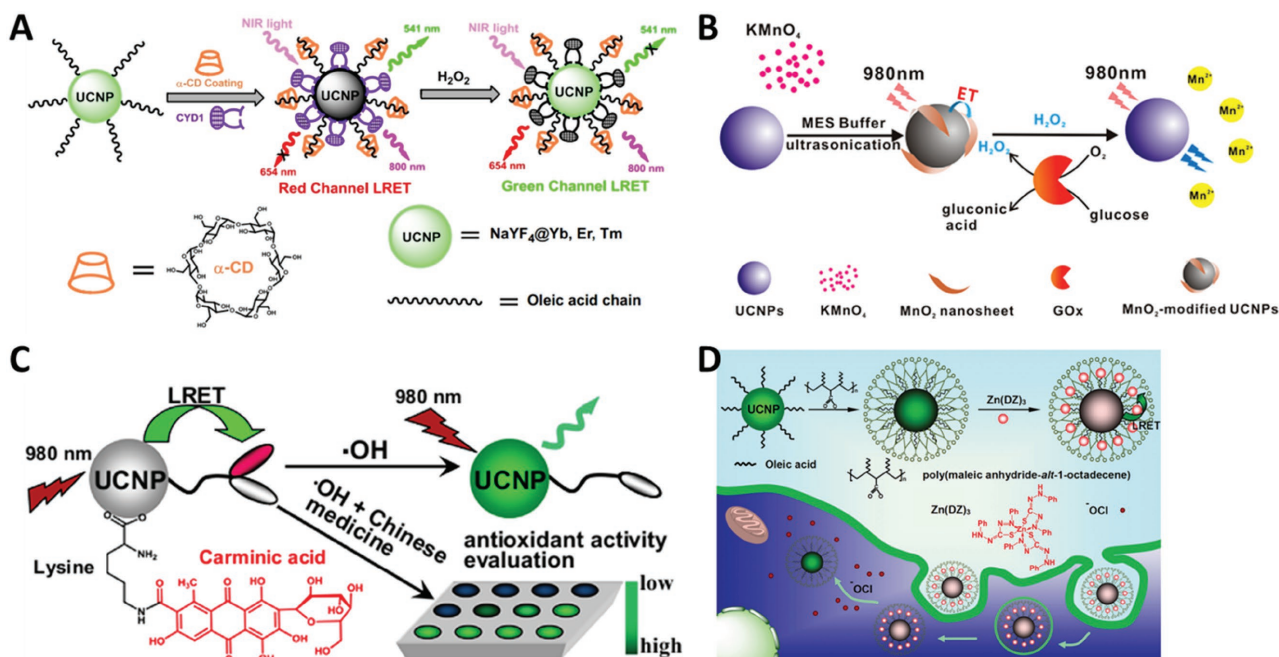 A
NIR light
541 nm
α-CD Coating
UCNP
CYD1
UCNP
H₂O₂
NIR light
541 nm
UCNP
654 nm
800 nm
Red Channel LRET
654 nm
800 nm
Green Channel LRET
α-CD
UCNP
NaYF₄@Yb, Er, Tm
Oleic acid chain
B
KMnO₄
980nm
ET
MES Buffer
ultrasonication
H₂O₂
H₂O₂
980nm
O₂
gluconic
acid
glucose
Mn²⁺
Mn²⁺
Mn²⁺
Mn²⁺
UCNPs
KMnO₄
MnO₂ nanosheet
GOx
MnO₂-modified UCNPs
C
LRET
980 nm
UCNP
·OH
·OH + Chinese
medicine
980 nm
UCNP
antioxidant activity
evaluation
low
high
Lysine
NH₂
NH
Carminic acid
D
UCNP
Oleic acid
Zn(DZ)₃
LRET
poly(maleic anhydride-alt-1-octadecene)
Zn(DZ)₃
⁻OCl
⁻OCl